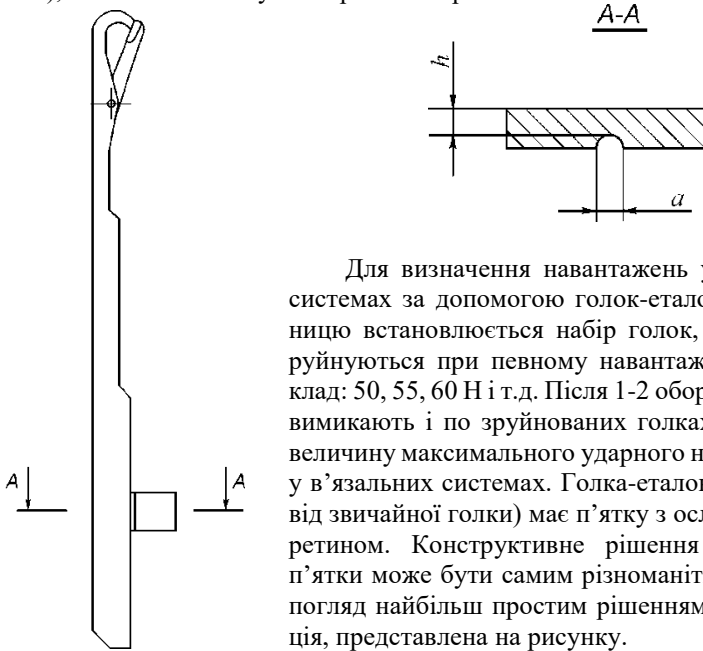 А-А
h
a
Для визначення навантажень у
системах за допомогою голок-етало
ницю встановлюється набір голок,
руйнуються при певному навантаж
клад: 50, 55, 60 Н і т.д. Після 1-2 обор
вимикають і по зруйнованих голках
величину максимального ударного н
у в’язальних системах. Голка-етало
від звичайної голки) має п’ятку з осл
ретином. Конструктивне рішення
п’ятки може бути самим різноманіт
погляд найбільш простим рішенням
ція, представлена на рисунку.
А А